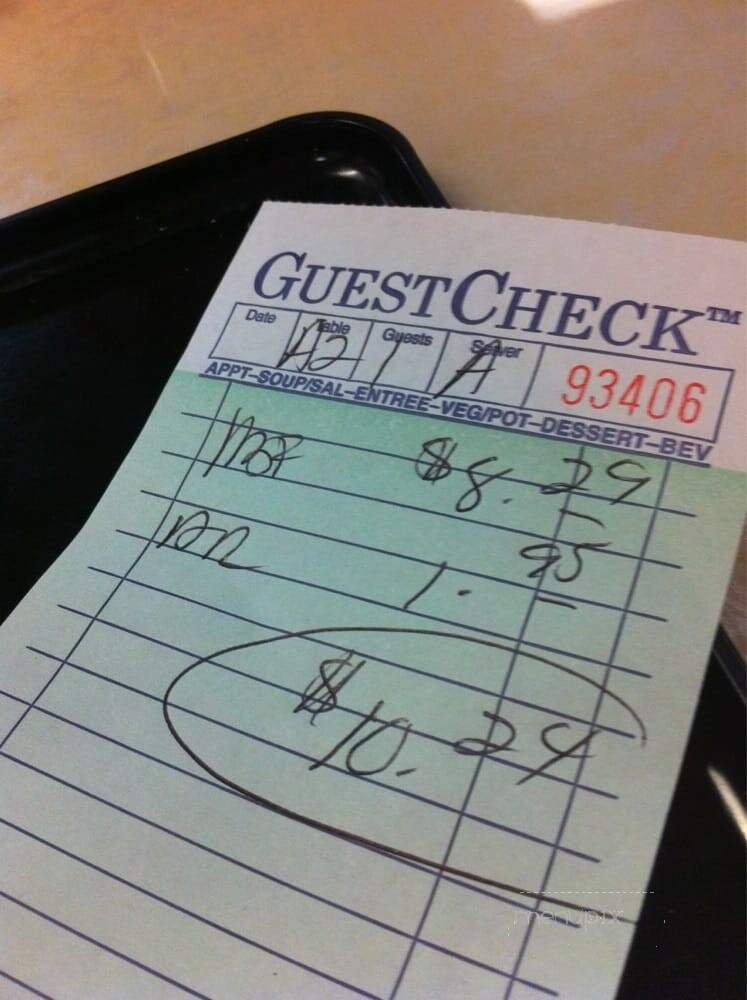 GUESTCHECK™
Date Table Guests Server
A2 1 A 93406
APPT-SOUP/SAL-ENTREE-VEG/POT-DESSERT-BEV
$8.29
1.95
$10.24
menupix